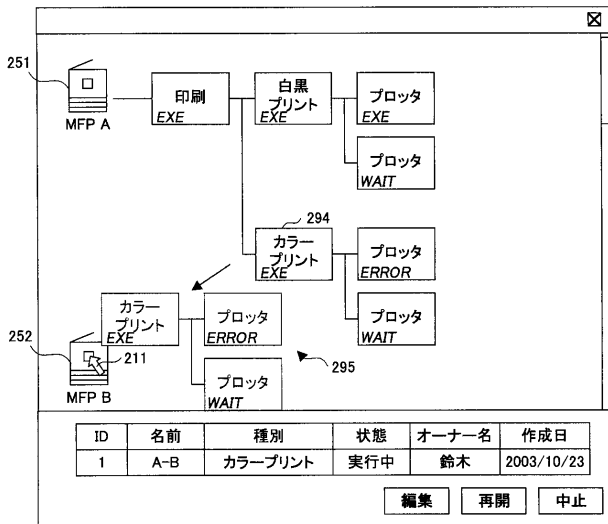 251
MFP A
印刷
EXE
白黒
プリント
EXE
プロッタ
EXE
プロッタ
WAIT
294
カラー
プリント
EXE
プロッタ
ERROR
プロッタ
WAIT
252
MFP B
211
カラー
プリント
EXE
プロッタ
ERROR
プロッタ
WAIT
295
ID 名前 種別 状態 オーナー名 作成日
1 A-B カラープリント 実行中 鈴木 2003/10/23
編集 再開 中止